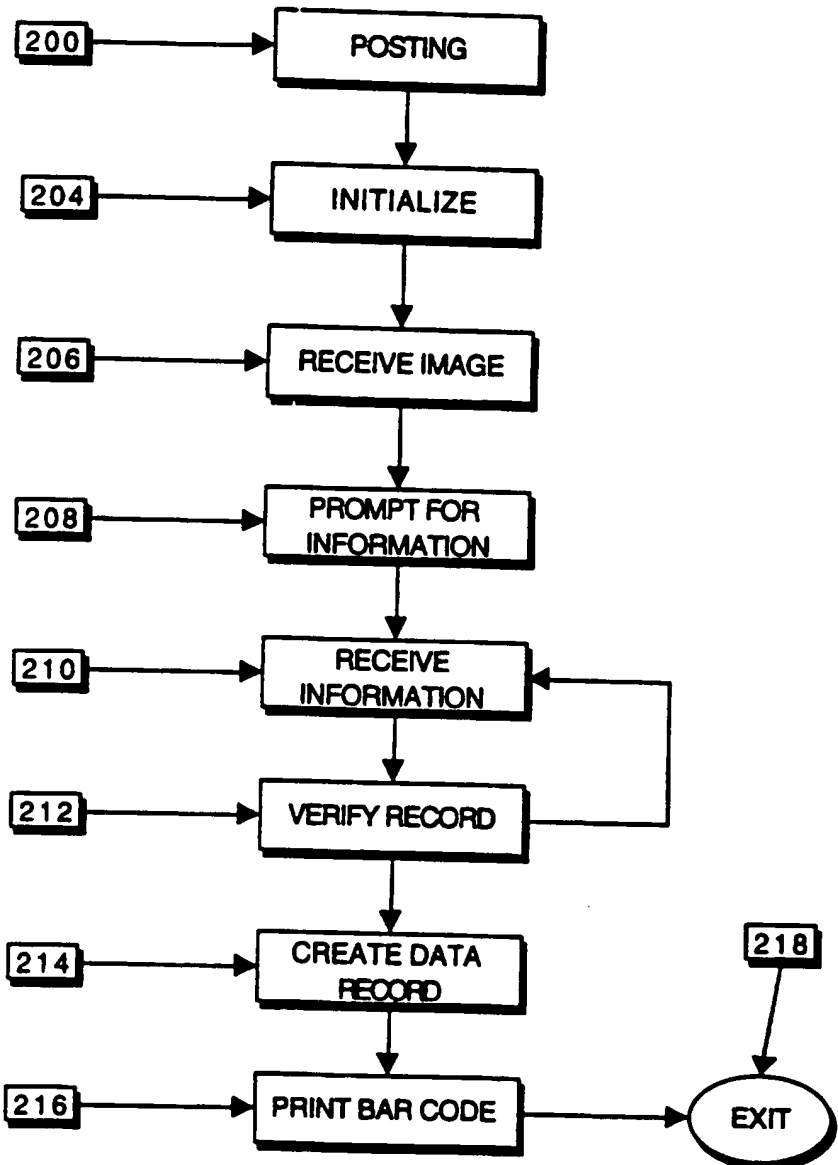 200
POSTING
204
INITIALIZE
206
RECEIVE IMAGE
208
PROMPT FOR
INFORMATION
210
RECEIVE
INFORMATION
212
VERIFY RECORD
214
CREATE DATA
RECORD
218
216
PRINT BAR CODE
EXIT